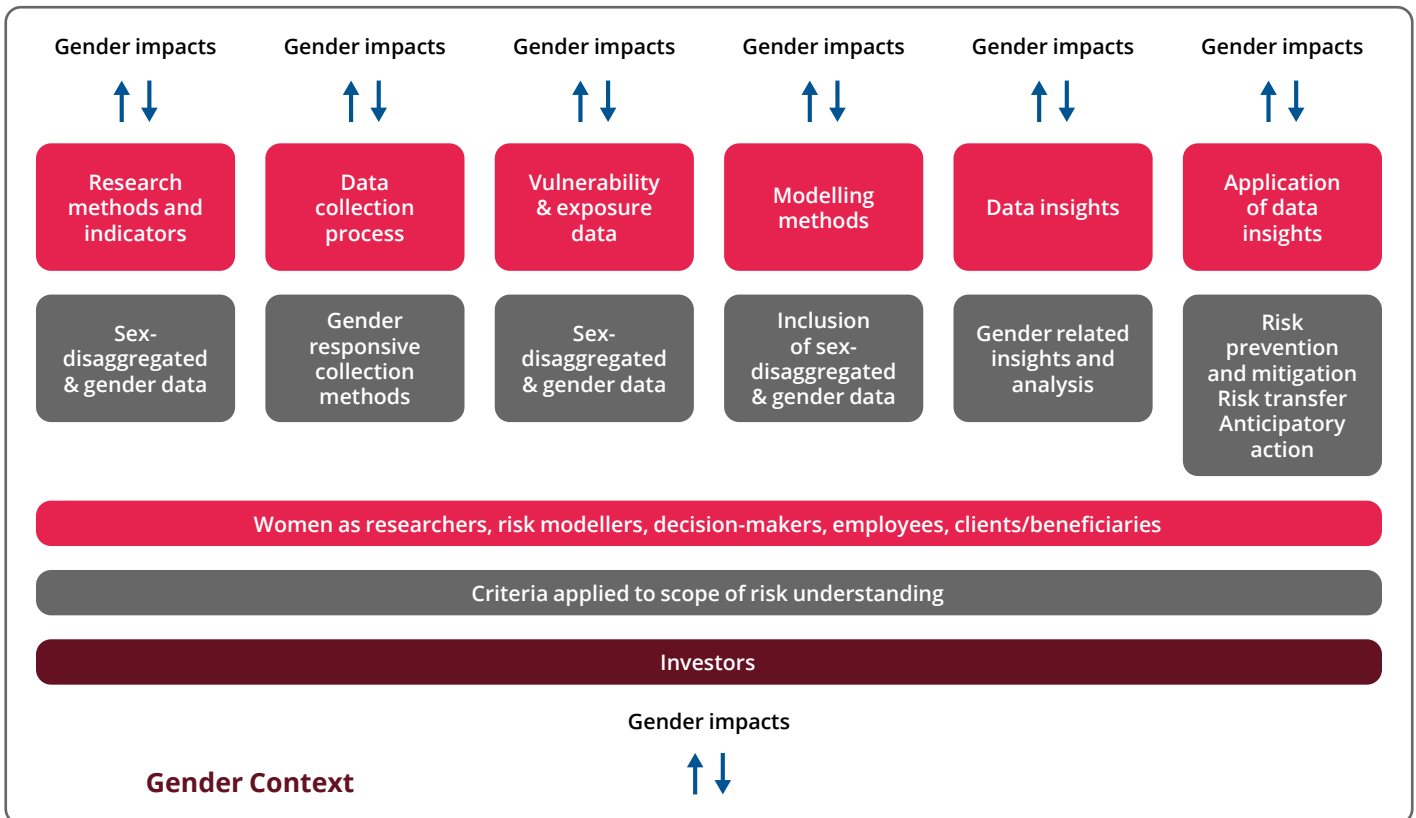 Gender impacts
Gender impacts
Gender impacts
Gender impacts
Gender impacts
Gender impacts
Research
methods and
indicators
Data
collection
process
Vulnerability
& exposure
data
Modelling
methods
Data insights
Application
of data
insights
Sex-
disaggregated
& gender data
Gender
responsive
collection
methods
Sex-
disaggregated
& gender data
Inclusion
of sex-
disaggregated
& gender data
Gender related
insights and
analysis
Risk
prevention
and mitigation
Risk transfer
Anticipatory
action
Women as researchers, risk modellers, decision-makers, employees, clients/beneficiaries
Criteria applied to scope of risk understanding
Investors
Gender impacts
Gender Context